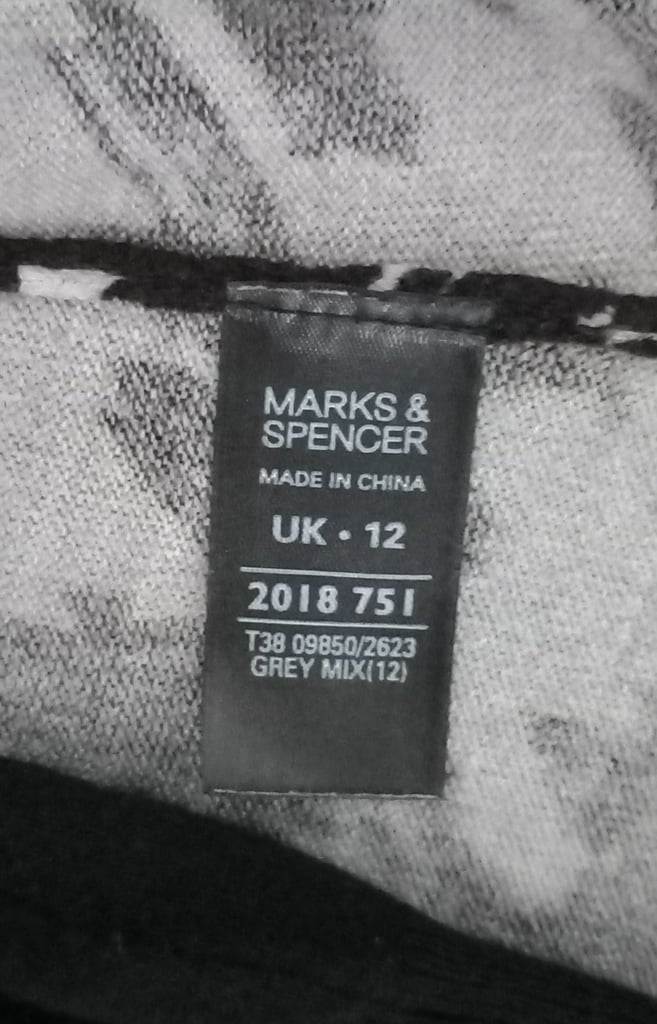 MARKS &
SPENCER
MADE IN CHINA
UK • 12
2018 751
T38 09850/2623
GREY MIX(12)